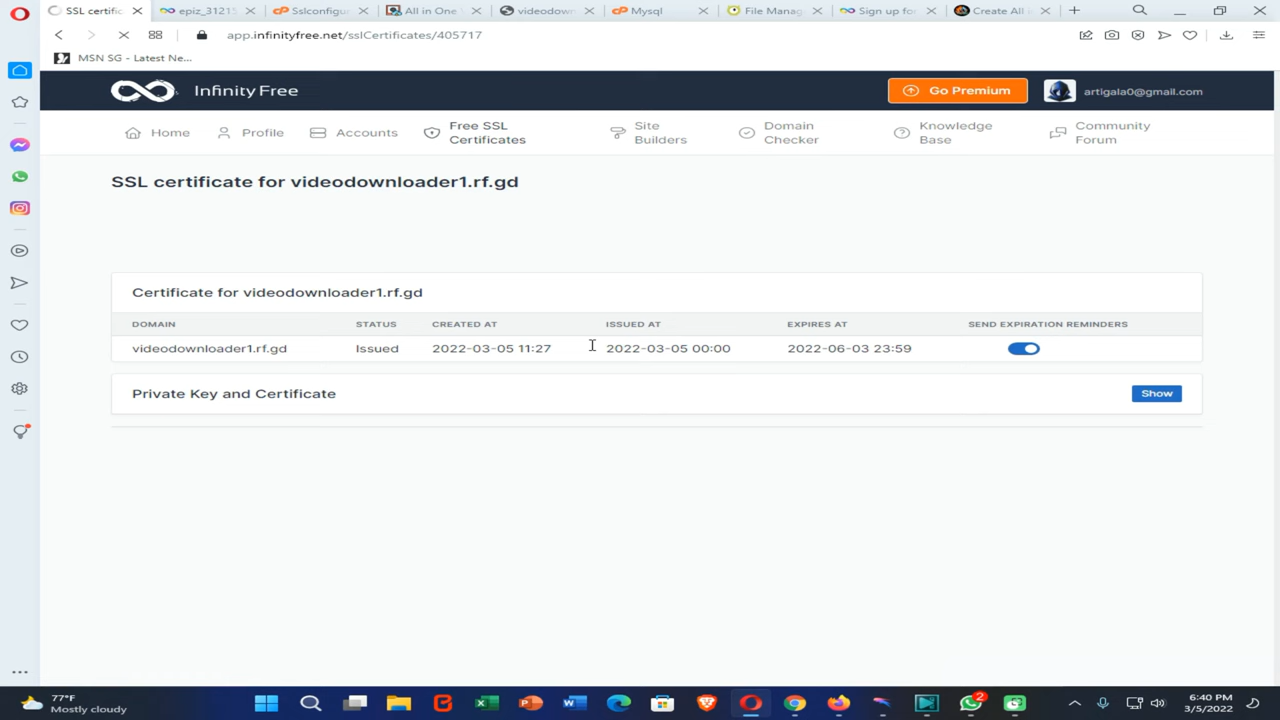 SSL certific
epiz_31215
Sslconfigur
All in One
videodown
Mysql
File Manag
Sign up for
Create All i
app.infinityfree.net/sslCertificates/405717
MSN SG - Latest Ne...
Infinity Free
Go Premium
artigala0@gmail.com
Home
Profile
Accounts
Free SSL
Certificates
Site
Builders
Domain
Checker
Knowledge
Base
Community
Forum
SSL certificate for videodownloader1.rf.gd
Certificate for videodownloader1.rf.gd
DOMAIN STATUS CREATED AT ISSUED AT EXPIRES AT SEND EXPIRATION REMINDERS
videodownloader1.rf.gd Issued 2022-03-05 11:27 2022-03-05 00:00 2022-06-03 23:59
Private Key and Certificate Show
77°F
Mostly cloudy
2
6:40 PM
3/5/2022